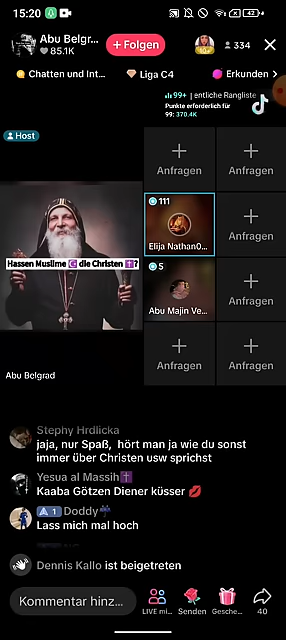 15:20
42
Abu Belgr...
85.1K
+ Folgen
334
Chatten und Int...
Liga C4
Erkunden
99+ | entliche Rangliste
Punkte erforderlich für
99: 370.4K
Host
Anfragen
Anfragen
111
Elija Nathan0...
Anfragen
5
Abu Majin Ve...
Anfragen
Anfragen
Anfragen
Hassen Muslime die Christen ?
Abu Belgrad
Stephy Hrdlicka
jaja, nur Spaß, hört man ja wie du sonst
immer über Christen usw sprichst
Yesua al Massih
Kaaba Götzen Diener küsser 💋
1 Doddy
Lass mich mal hoch
Dennis Kallo ist beigetreten
Kommentar hinz...
LIVE mi...
Senden
Gesche...
40